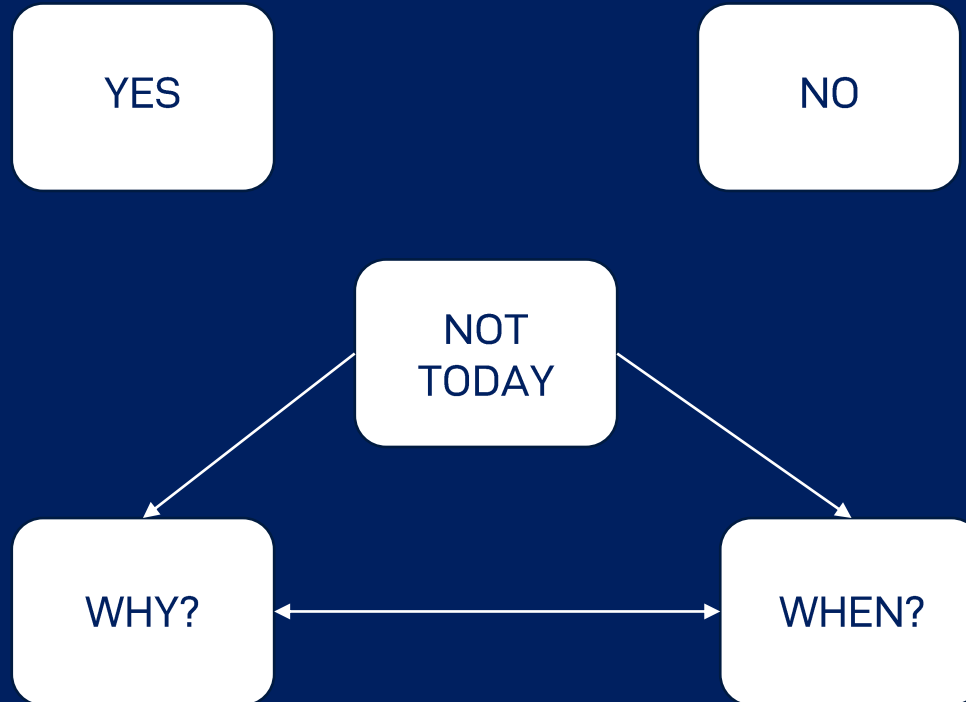 YES
NO
NOT
TODAY
WHY?
WHEN?